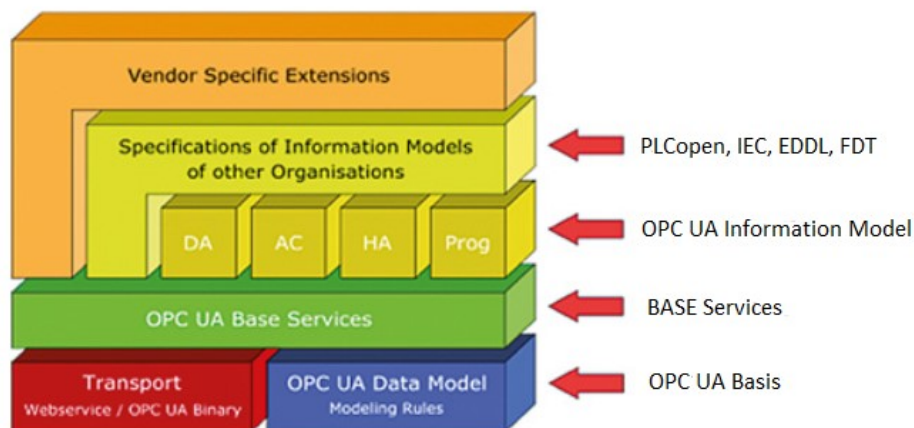 Vendor Specific Extensions
Specifications of Information Models
of other Organisations
PLCopen, IEC, EDDL, FDT
DA AC HA Prog
OPC UA Information Model
OPC UA Base Services
BASE Services
Transport
Webservice / OPC UA Binary
OPC UA Data Model
Modeling Rules
OPC UA Basis